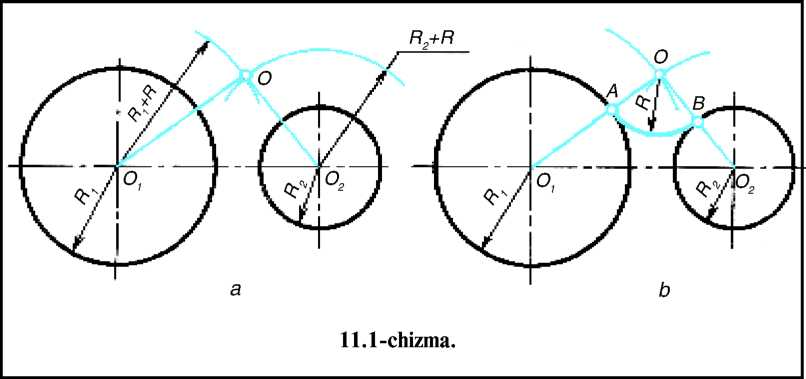 R₂+R
O
R₁+R
O₁
O₂
R₁
R₂
a
O
A
R
B
O₁
O₂
R₁
R₂
b
11.1-chizma.